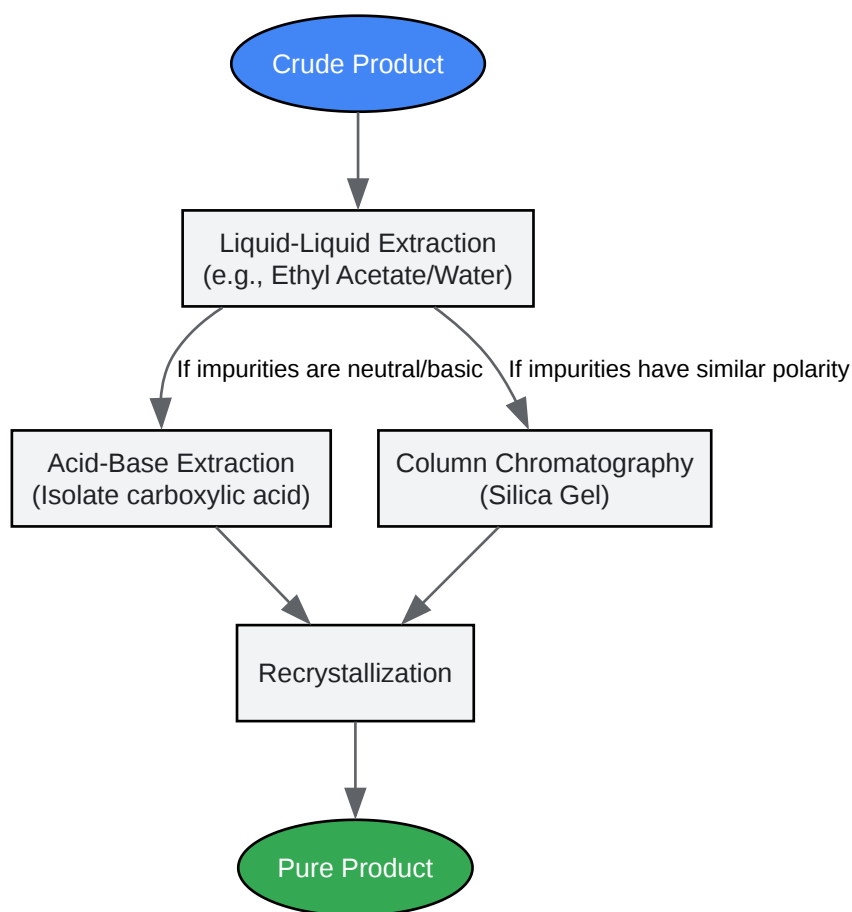 Crude Product
Liquid-Liquid Extraction
(e.g., Ethyl Acetate/Water)
If impurities are neutral/basic
If impurities have similar polarity
Acid-Base Extraction
(Isolate carboxylic acid)
Column Chromatography
(Silica Gel)
Recrystallization
Pure Product